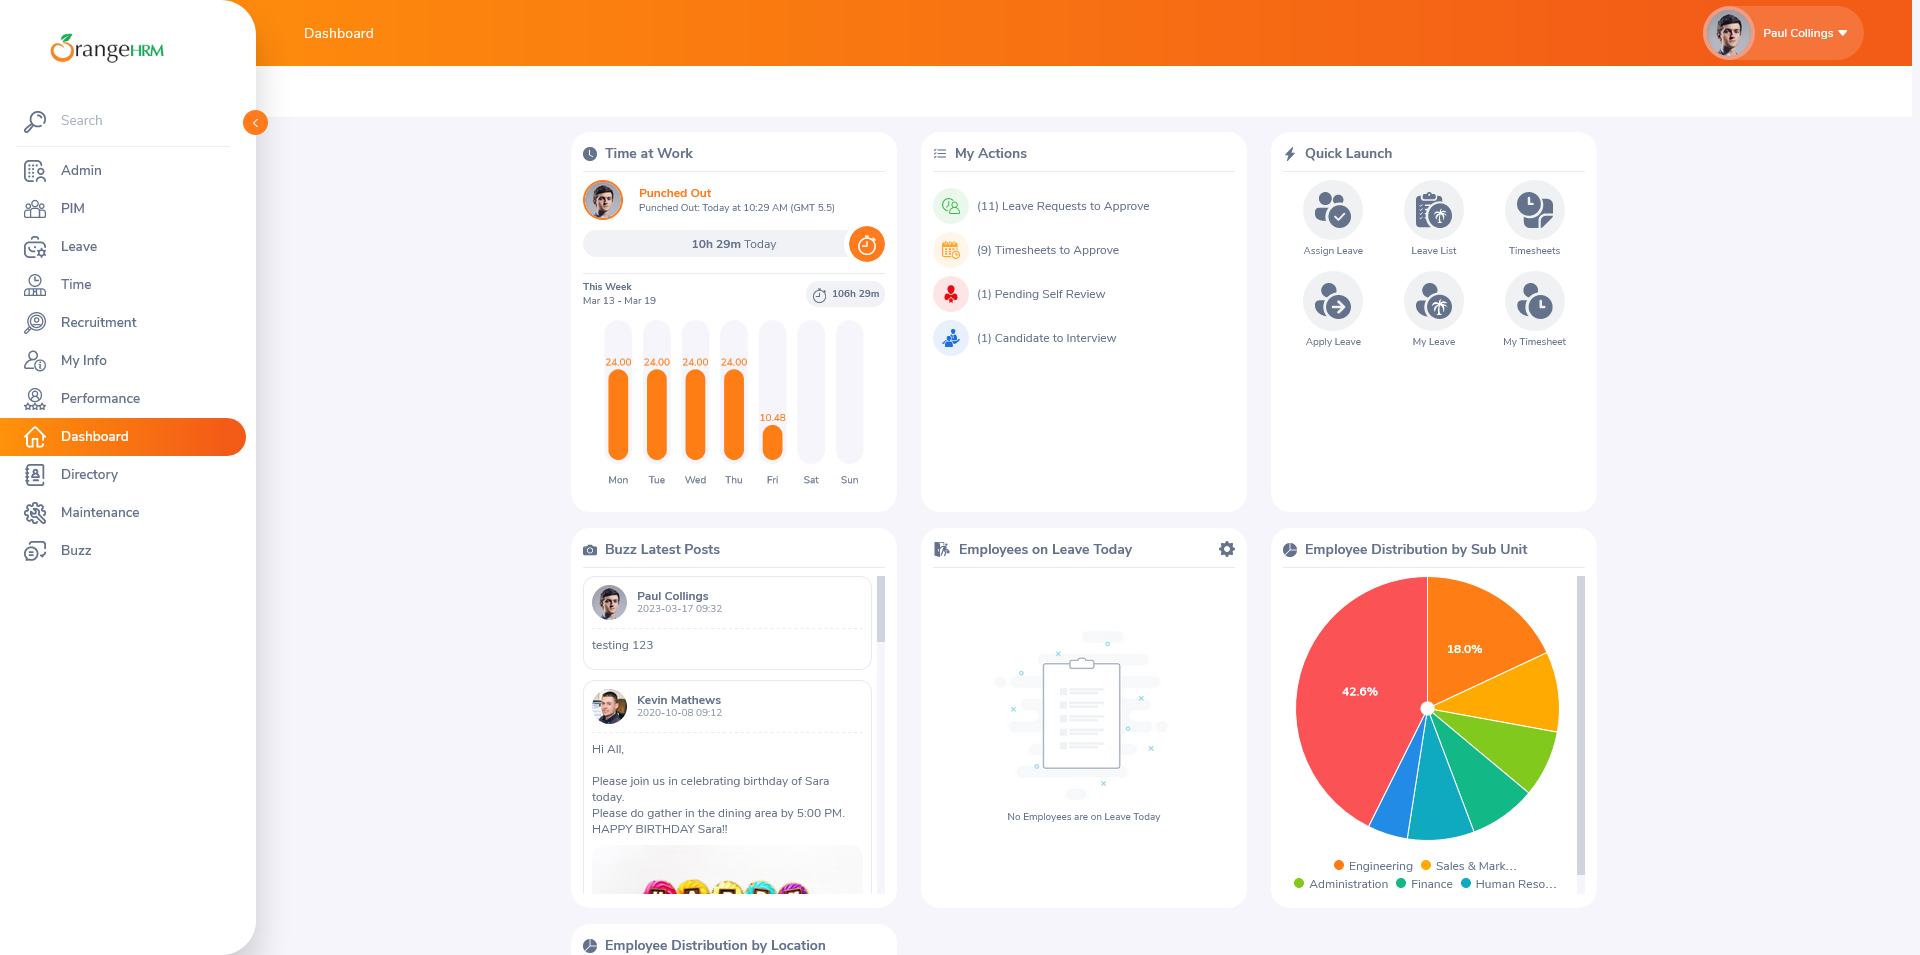 OrangeHRM
Dashboard
Paul Collings
Search
Admin
PIM
Leave
Time
Recruitment
My Info
Performance
Dashboard
Directory
Maintenance
Buzz
Time at Work
Punched Out
Punched Out: Today at 10:29 AM (GMT 5.5)
10h 29m Today
This Week
Mar 13 - Mar 19
106h 29m
24.00 24.00 24.00 24.00
10.48
Mon Tue Wed Thu Fri Sat Sun
My Actions
(11) Leave Requests to Approve
(9) Timesheets to Approve
(1) Pending Self Review
(1) Candidate to Interview
Quick Launch
Assign Leave Leave List Timesheets
Apply Leave My Leave My Timesheet
Buzz Latest Posts
Paul Collings
2023-03-17 09:32
testing 123
Kevin Mathews
2020-10-08 09:12
Hi All,
Please join us in celebrating birthday of Sara
today.
Please do gather in the dining area by 5:00 PM.
HAPPY BIRTHDAY Sara!!
Employees on Leave Today
No Employees are on Leave Today
Employee Distribution by Sub Unit
18.0%
42.6%
Engineering Sales & Mark...
Administration Finance Human Reso...
Employee Distribution by Location